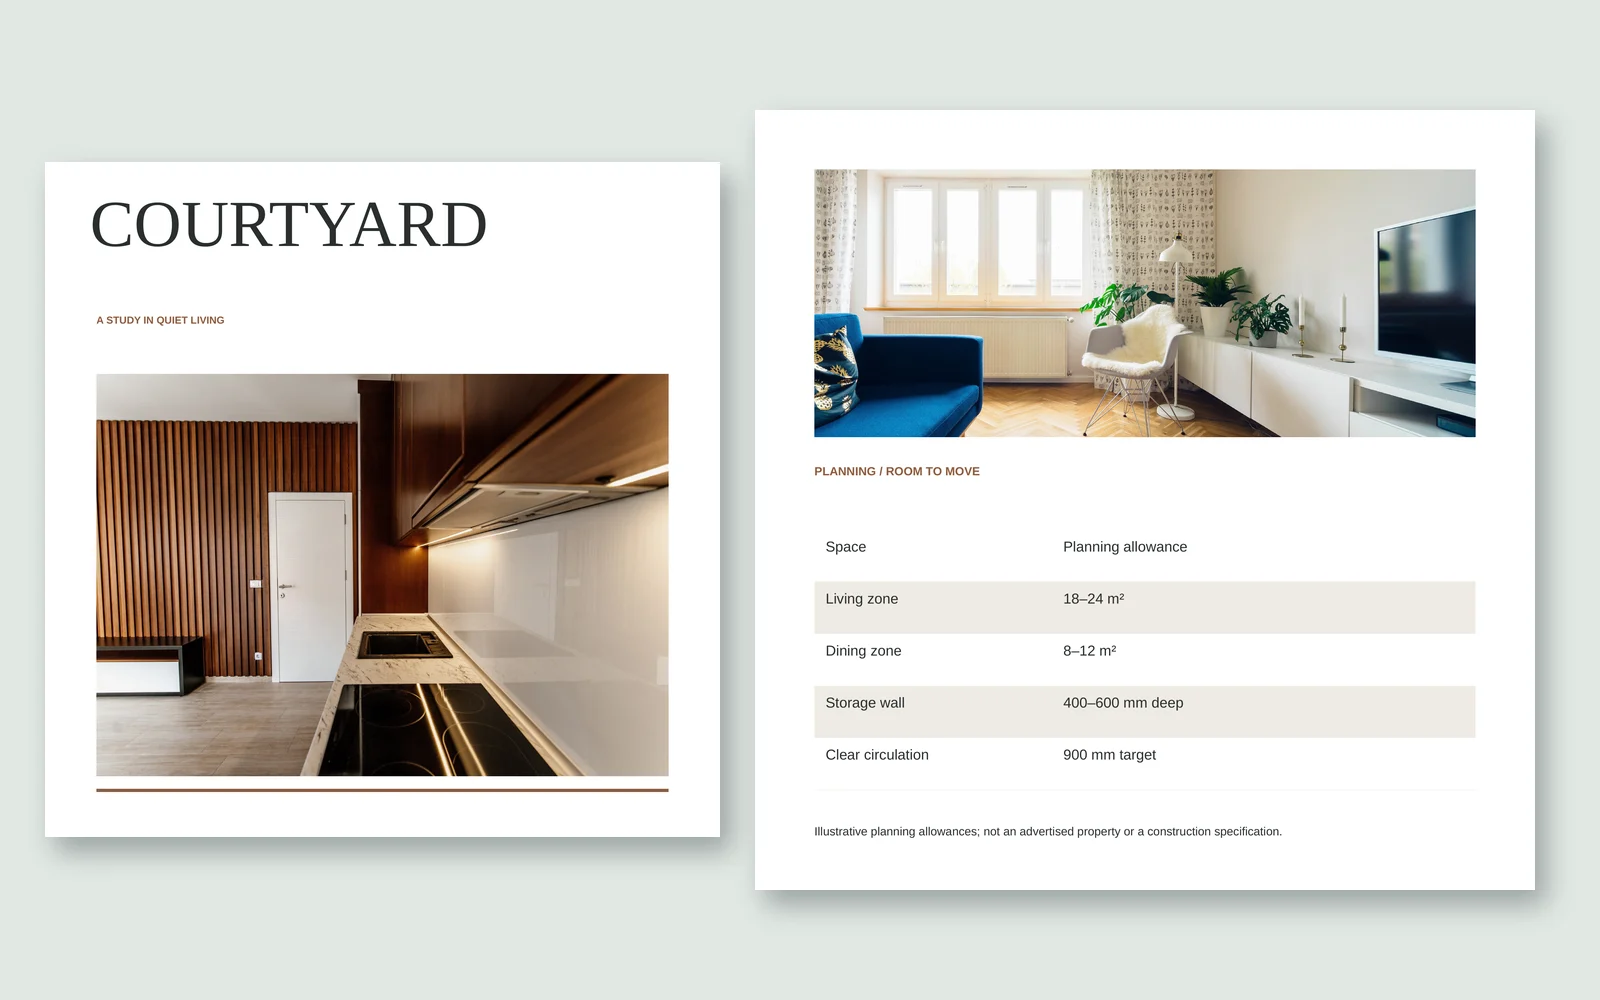 COURTYARD
A STUDY IN QUIET LIVING
PLANNING / ROOM TO MOVE
Space Planning allowance
Living zone 18–24 m²
Dining zone 8–12 m²
Storage wall 400–600 mm deep
Clear circulation 900 mm target
Illustrative planning allowances; not an advertised property or a construction specification.